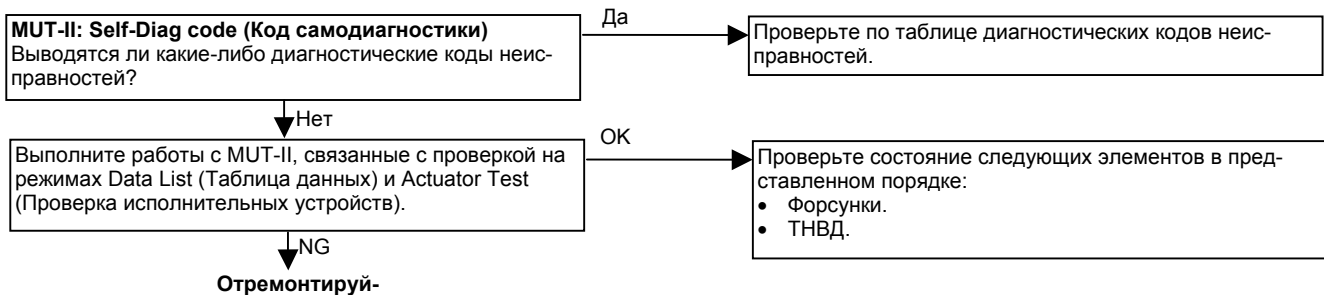 MUT-II: Self-Diag code (Код самодиагностики)
Выводятся ли какие-либо диагностические коды неис-
правностей?
Да
Проверьте по таблице диагностических кодов неис-
правностей.
Нет
Выполните работы с MUT-II, связанные с проверкой на
режимах Data List (Таблица данных) и Actuator Test
(Проверка исполнительных устройств).
OK
Проверьте состояние следующих элементов в пред-
ставленном порядке:
• Форсунки.
• ТНВД.
NG
Отремонтируй-